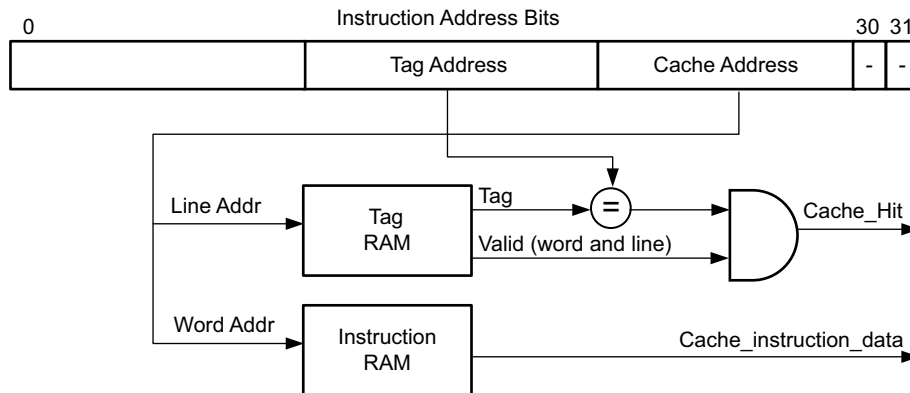 Instruction Address Bits
0 30 31
Tag Address Cache Address - -
Line Addr
Tag
RAM
Tag
=
Valid (word and line)
Cache_Hit
Word Addr
Instruction
RAM
Cache_instruction_data